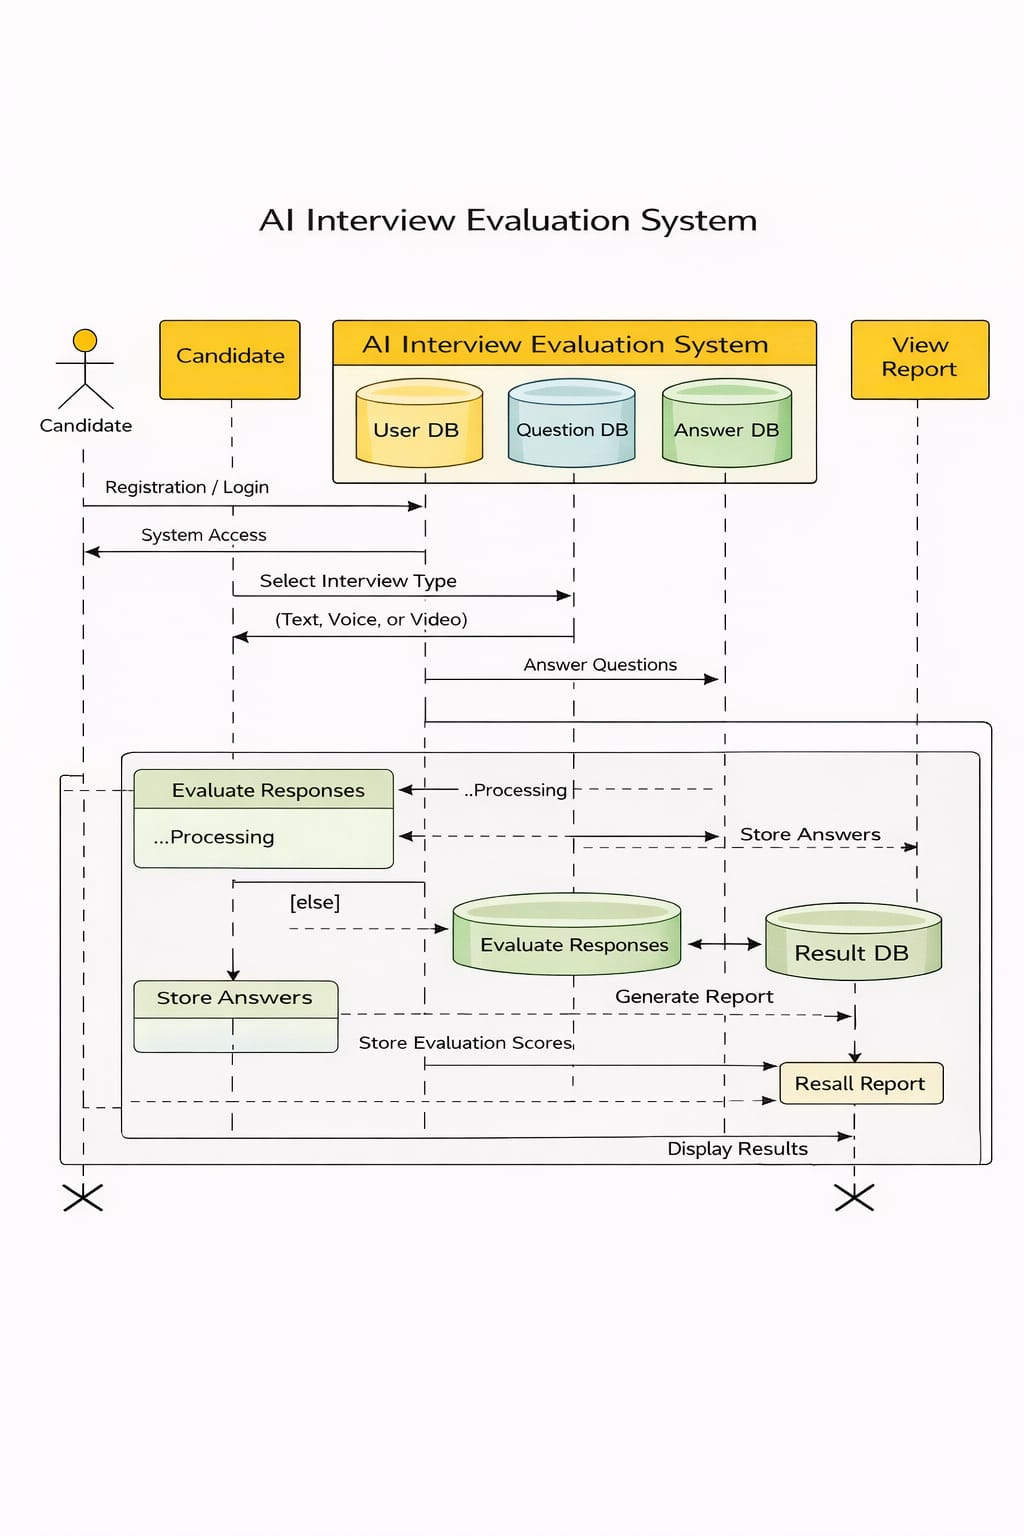 AI Interview Evaluation System
Candidate
Candidate
AI Interview Evaluation System
User DB
Question DB
Answer DB
View
Report
Registration / Login
System Access
Select Interview Type
(Text, Voice, or Video)
Answer Questions
Evaluate Responses
..Processing
...Processing
Store Answers
[else]
Evaluate Responses
Result DB
Store Answers
Generate Report
Store Evaluation Scores
Resall Report
Display Results